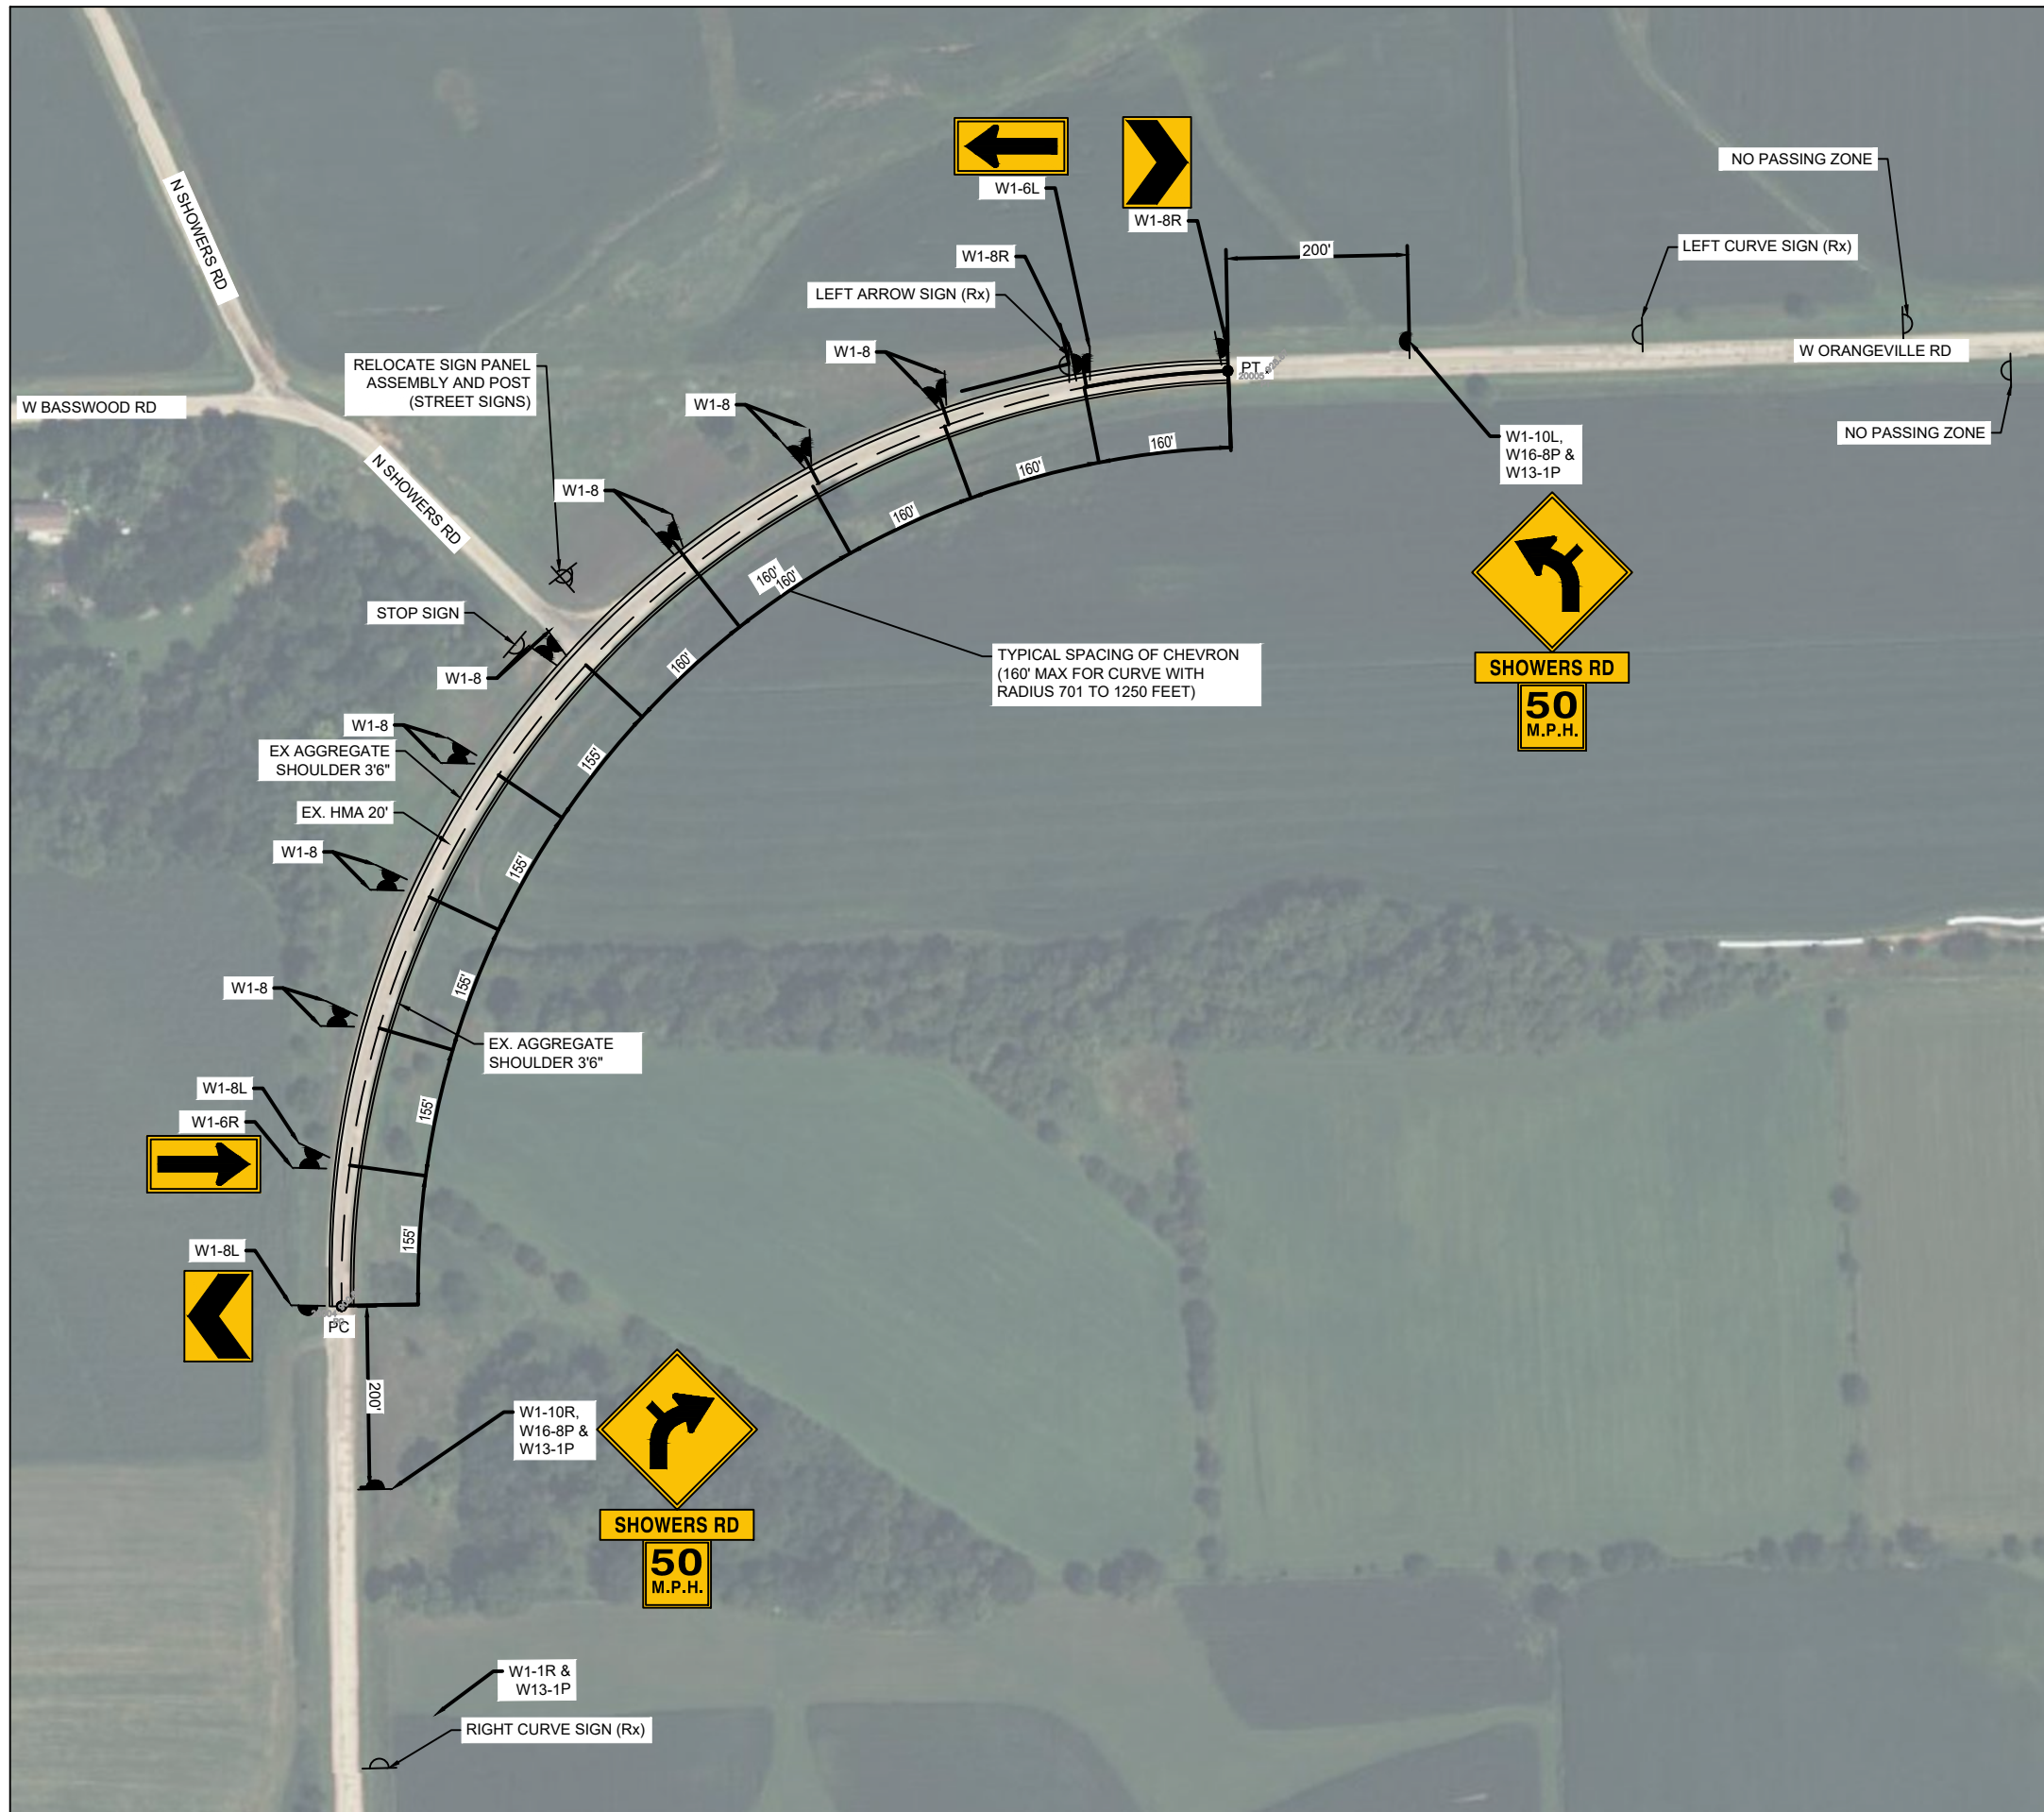 N SHOWERS RD
W1-6L
W1-8R
NO PASSING ZONE
LEFT CURVE SIGN (Rx)
200'
W1-8R
LEFT ARROW SIGN (Rx)
W1-8
RELOCATE SIGN PANEL
ASSEMBLY AND POST
(STREET SIGNS)
PT
20005
W ORANGEVILLE RD
W BASSWOOD RD
W1-8
W1-10L,
W16-8P &
W13-1P
NO PASSING ZONE
160'
160'
160'
N SHOWERS RD
W1-8
160'
160'
STOP SIGN
W1-8
160'
TYPICAL SPACING OF CHEVRON
(160' MAX FOR CURVE WITH
RADIUS 701 TO 1250 FEET)
SHOWERS RD
50
M.P.H.
W1-8
EX AGGREGATE
SHOULDER 3'6"
155'
EX. HMA 20'
W1-8
155'
W1-8
155'
EX. AGGREGATE
SHOULDER 3'6"
W1-8L
W1-6R
155'
155'
W1-8L
PC
200'
W1-10R,
W16-8P &
W13-1P
SHOWERS RD
50
M.P.H.
W1-1R &
W13-1P
RIGHT CURVE SIGN (Rx)